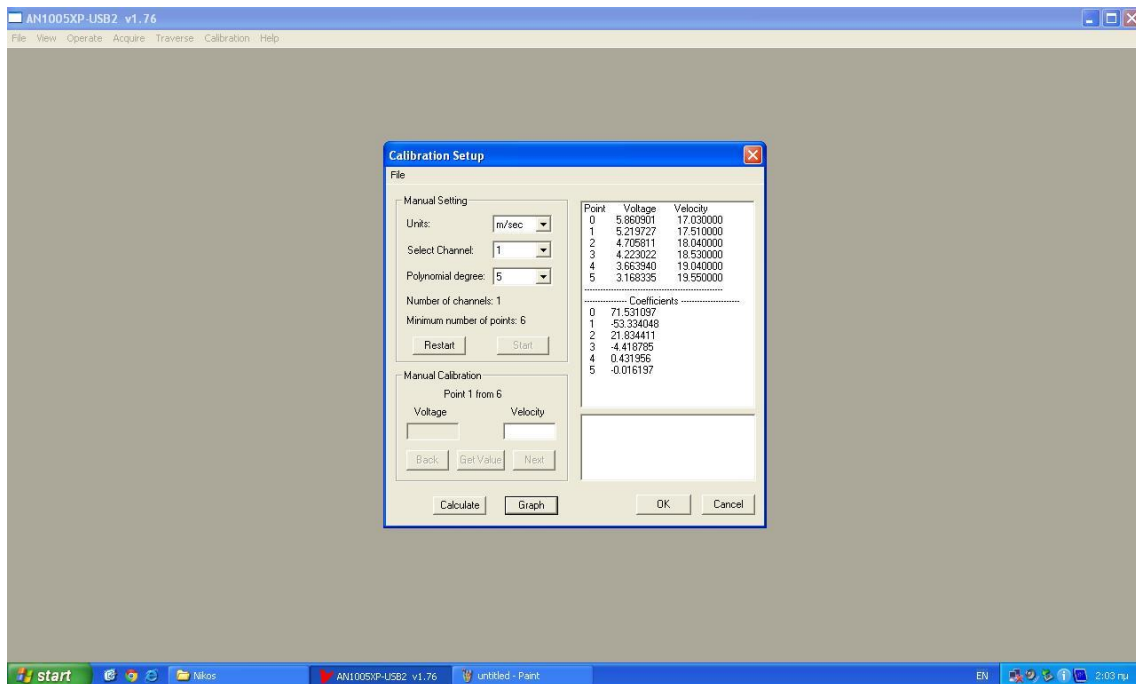 AN1005XP-USB2 v1.76
File View Operate Acquire Traverse Calibration Help
Calibration Setup
File
Manual Setting
Units: m/sec
Select Channel: 1
Polynomial degree: 5
Number of channels: 1
Minimum number of points: 6
Restart Start
Manual Calibration
Point 1 from 6
Voltage Velocity
Back Get Value Next
Calculate Graph
Point Voltage Velocity
0 5.860901 17.030000
1 5.219727 17.510000
2 4.705811 18.040000
3 4.223022 18.530000
4 3.663940 19.040000
5 3.168335 19.550000
---------------- Coefficients ----------------------
0 71.531097
1 -53.334048
2 21.834411
3 -4.418785
4 0.431956
5 -0.016197
OK Cancel
start Nikos AN1005XP-USB2 v1.76 untitled - Paint EN 2:03 πμ